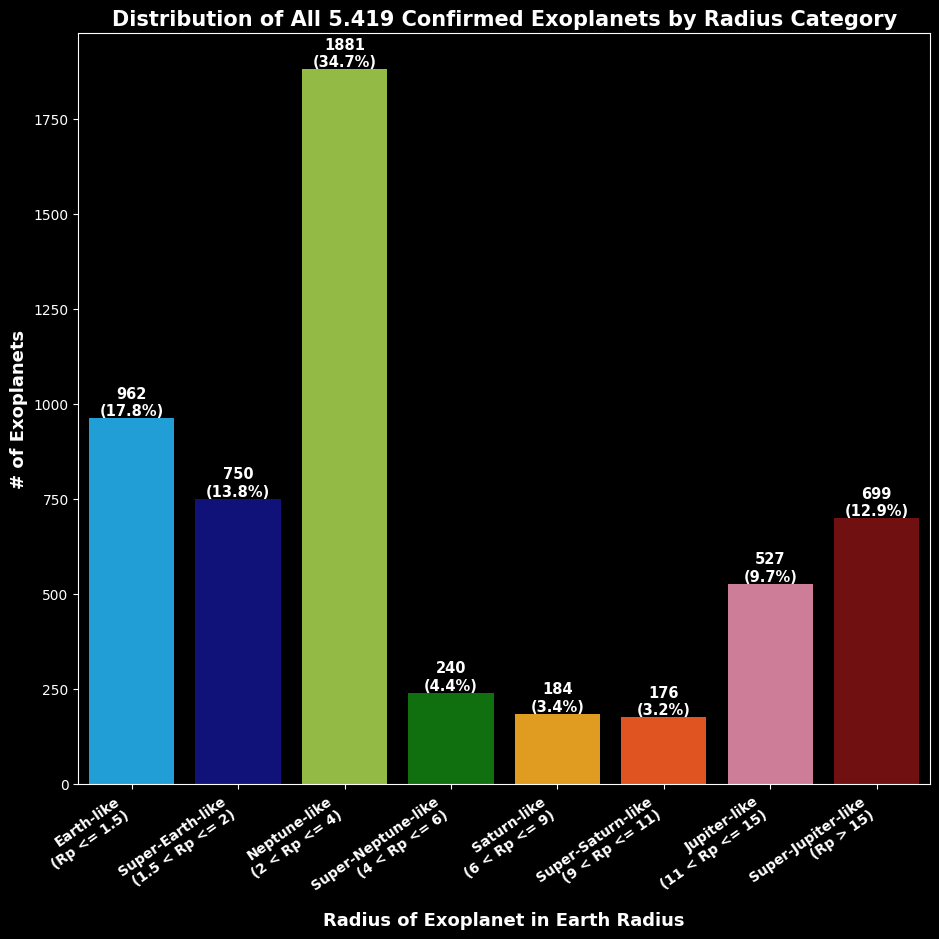 Distribution of All 5.419 Confirmed Exoplanets by Radius Category
# of Exoplanets
1750
1500
1250
1000
750
500
250
0
962
(17.8%)
750
(13.8%)
1881
(34.7%)
240
(4.4%)
184
(3.4%)
176
(3.2%)
527
(9.7%)
699
(12.9%)
Earth-like
(Rp <= 1.5)
Super-Earth-like
(1.5 < Rp <= 2)
Neptune-like
(2 < Rp <= 4)
Super-Neptune-like
(4 < Rp <= 6)
Saturn-like
(6 < Rp <= 9)
Super-Saturn-like
(9 < Rp <= 11)
Jupiter-like
(11 < Rp <= 15)
Super-Jupiter-like
(Rp > 15)
Radius of Exoplanet in Earth Radius